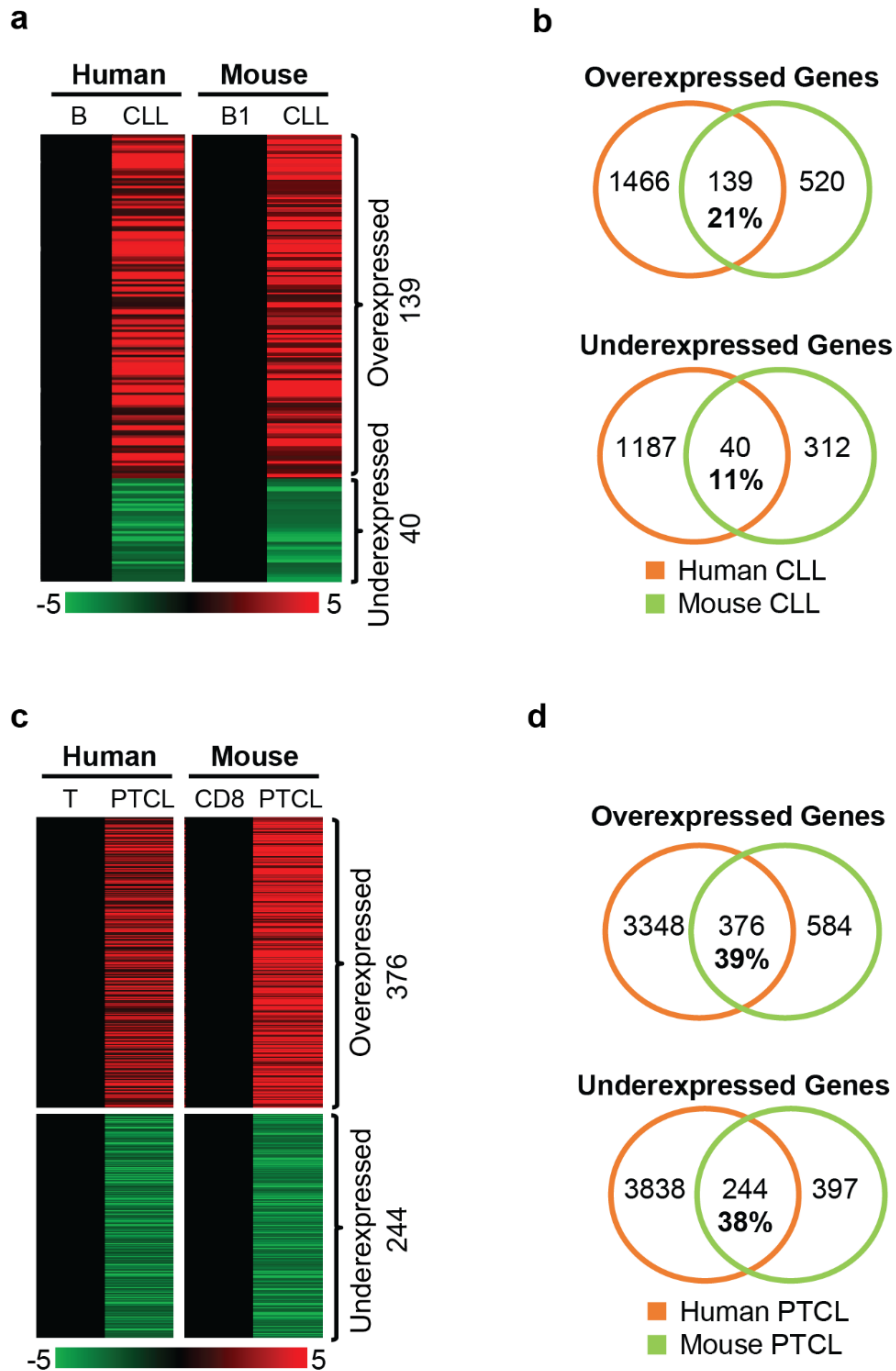 a
Human Mouse
B CLL B1 CLL
Overexpressed
139
Underexpressed
40
-5 5
b
Overexpressed Genes
1466 139 520
21%
Underexpressed Genes
1187 40 312
11%
Human CLL
Mouse CLL
c
Human Mouse
T PTCL CD8 PTCL
Overexpressed
376
Underexpressed
244
-5 5
d
Overexpressed Genes
3348 376 584
39%
Underexpressed Genes
3838 244 397
38%
Human PTCL
Mouse PTCL